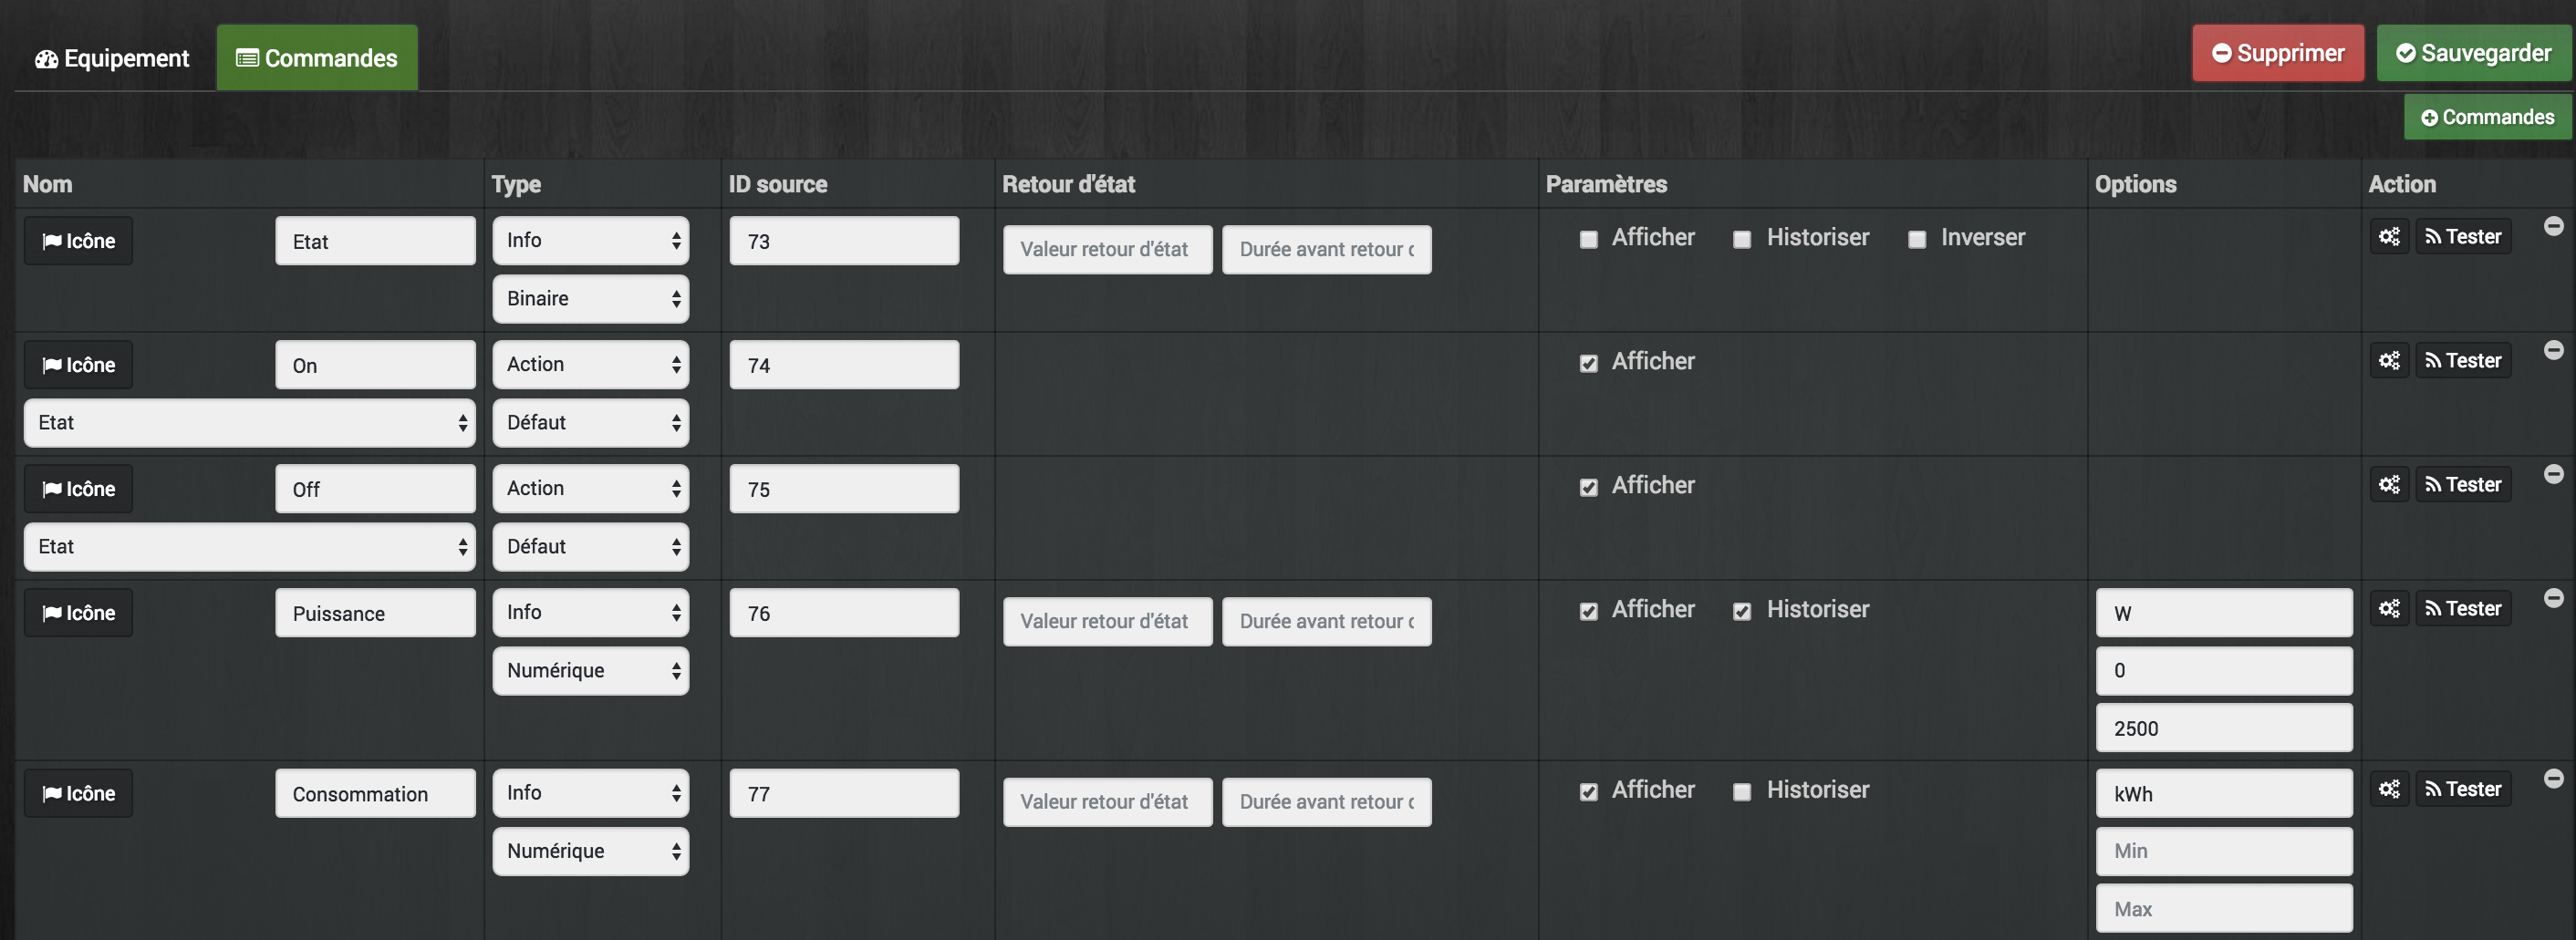 Equipement
Commandes
Supprimer
Sauvegarder
Commandes
Nom Type ID source Retour d'état Paramètres Options Action
Icône Etat Info 73 Valeur retour d'état Durée avant retour Afficher Historiser Inverser Tester
Binaire
Icône On Action 74 Afficher Tester
Etat Défaut
Icône Off Action 75 Afficher Tester
Etat Défaut
Icône Puissance Info 76 Valeur retour d'état Durée avant retour Afficher Historiser W Tester
Numérique 0
2500
Icône Consommation Info 77 Valeur retour d'état Durée avant retour Afficher Historiser kWh Tester
Numérique Min
Max